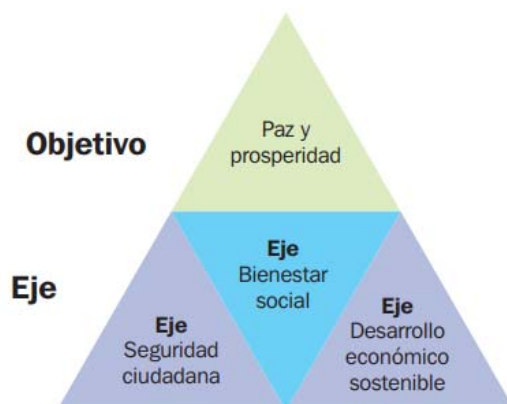 Objetivo
Paz y
prosperidad
Eje
Eje
Bienestar
social
Eje
Seguridad
ciudadana
Eje
Desarrollo
económico
sostenible